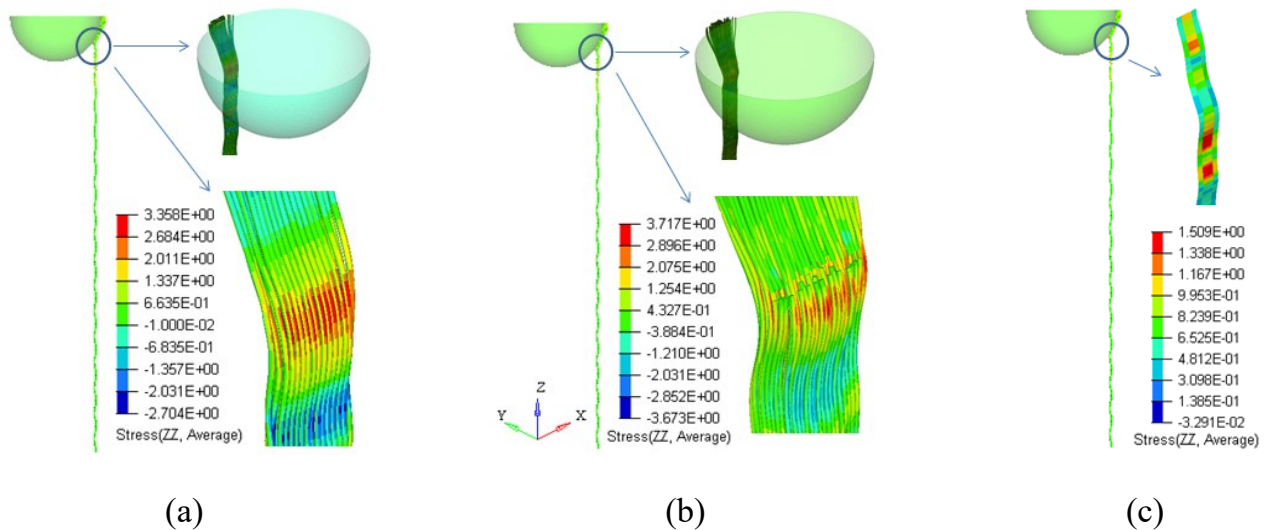 3.358E+00
2.684E+00
2.011E+00
1.337E+00
6.635E-01
-1.000E-02
-6.835E-01
-1.357E+00
-2.031E+00
-2.704E+00
Stress(ZZ, Average)
(a)
3.717E+00
2.896E+00
2.075E+00
1.254E+00
4.327E-01
-3.884E-01
-1.210E+00
-2.031E+00
-2.852E+00
-3.673E+00
Stress(ZZ, Average)
Z
Y
X
(b)
1.509E+00
1.338E+00
1.167E+00
9.953E-01
8.239E-01
6.525E-01
4.812E-01
3.098E-01
1.385E-01
-3.291E-02
Stress(ZZ, Average)
(c)